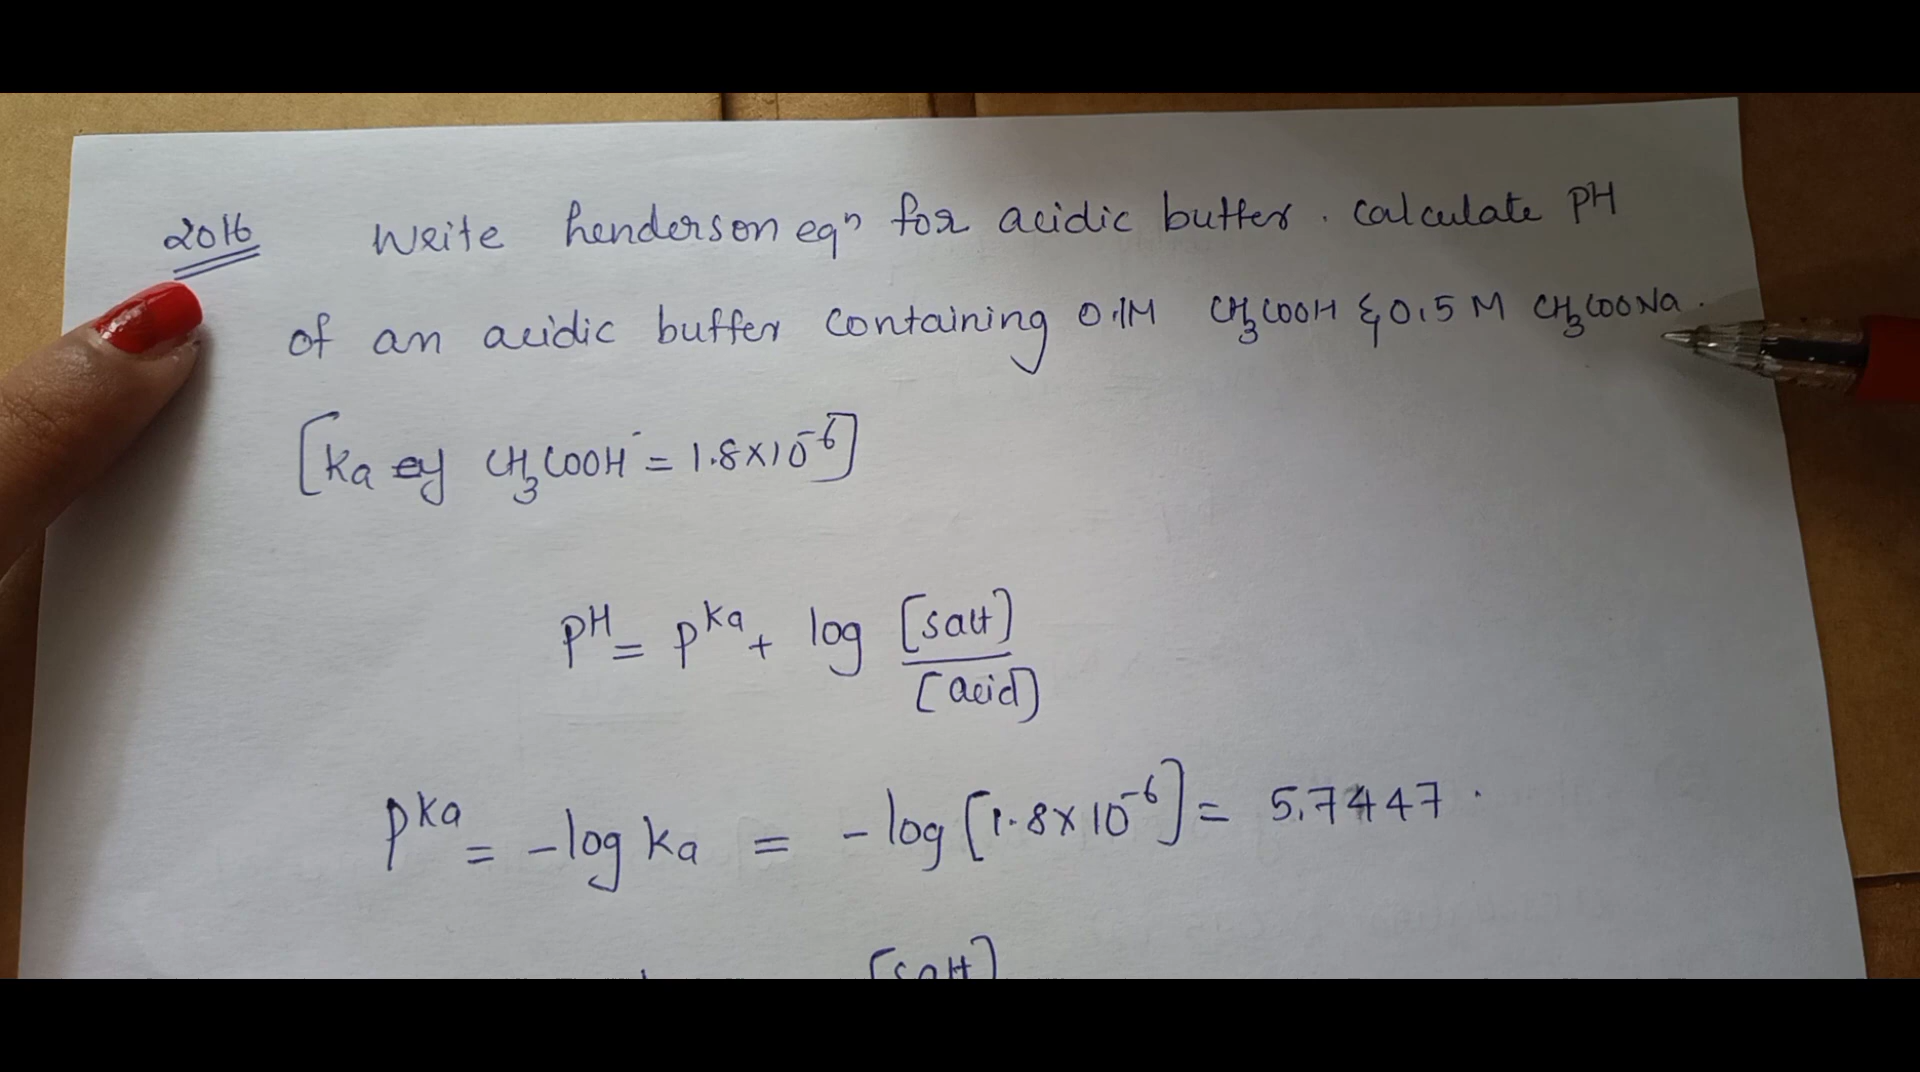 2016 Write henderson eqⁿ for acidic buffer. calculate PH
of an acidic buffer containing 0.1M CH₃COOH & 0.5 M CH₃COONa.
[Ka of CH₃COOH = 1.8×10⁻⁶]
PH = Pᴷᵃ + log [salt]
[acid]
Pᴷᵃ = -log Ka = -log [1.8×10⁻⁶] = 5.7447.
[salt]